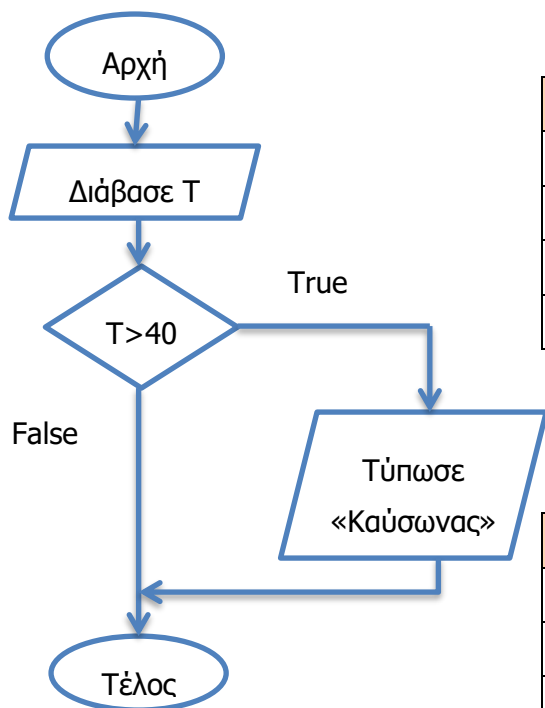 Αρχή
Διάβασε Τ
Τ>40
True
False
Τύπωσε
«Καύσωνας»
Τέλος